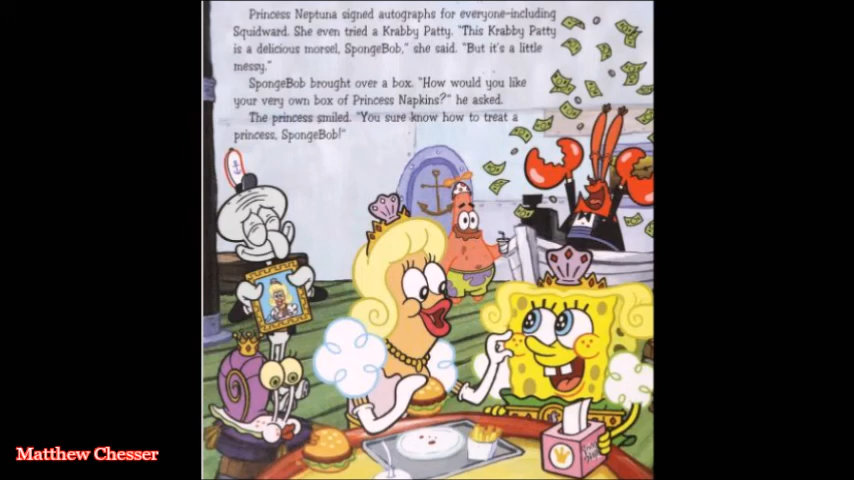 Princess Neptuna signed autographs for everyone–including
Squidward. She even tried a Krabby Patty. "This Krabby Patty
is a delicious morsel, SpongeBob," she said. "But it's a little
messy."
SpongeBob brought over a box. "How would you like
your very own box of Princess Napkins?" he asked.
The princess smiled. "You sure know how to treat a
princess, SpongeBob!"
Matthew Chesser